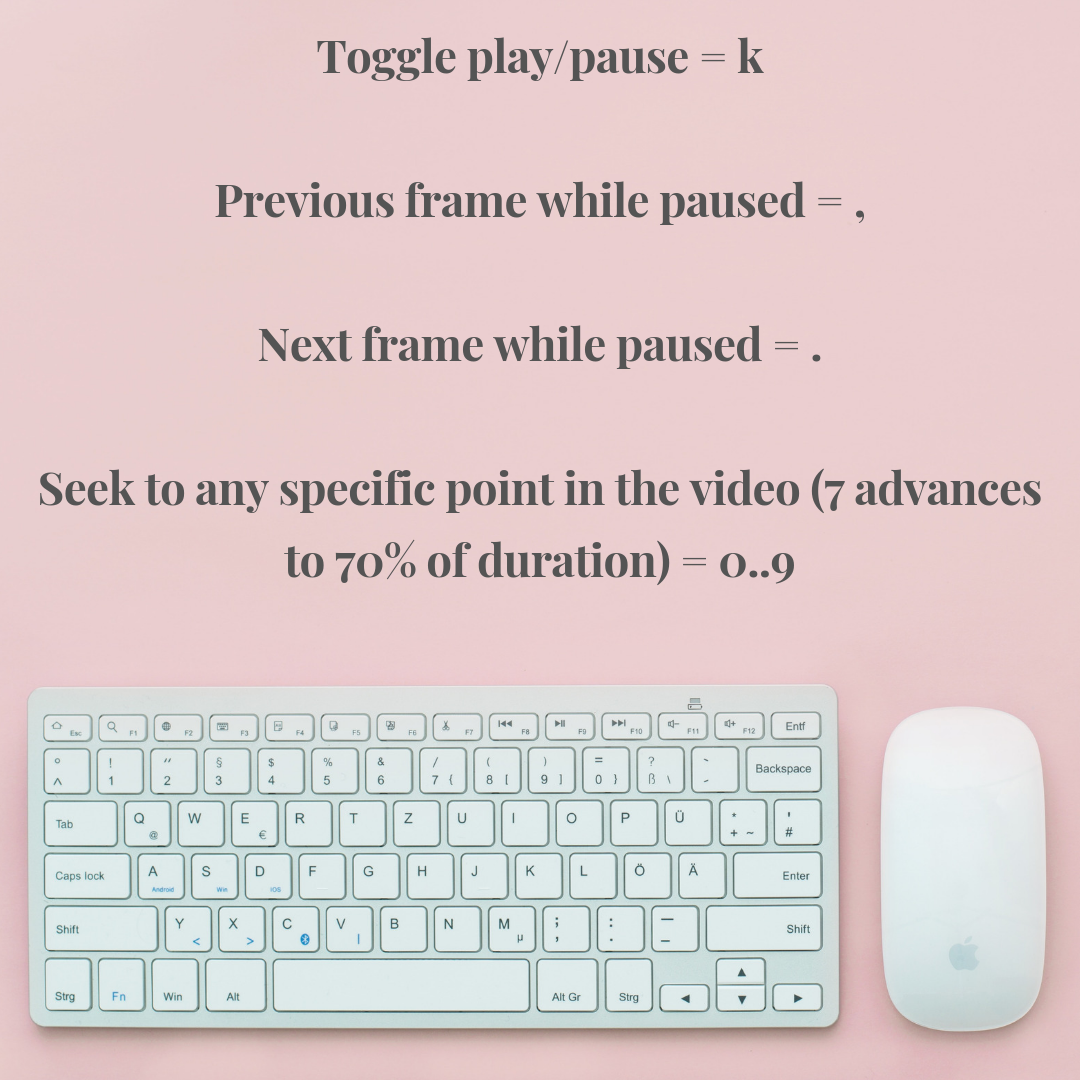 Toggle play/pause = k
Previous frame while paused = ,
Next frame while paused = .
Seek to any specific point in the video (7 advances
to 70% of duration) = 0..9
Esc F1 F2 F3 F4 F5 F6 F7 F8 F9 F10 F11 F12 Entf
° ! " § $ % & / ( ) = ? ` 
^ 1 2 3 4 5 6 7 { 8 [ 9 ] 0 } ß \ -
Backspace
Tab Q @ W E € R T Z U I O P Ü * + ~ ' #
Caps lock A S D F G H J K L Ö Ä Enter
Android Win IOS
Shift Y < X > C V | B N M µ ; , : . — – Shift
Strg Fn Win Alt Alt Gr Strg ◀ ▲ ▼ ▶